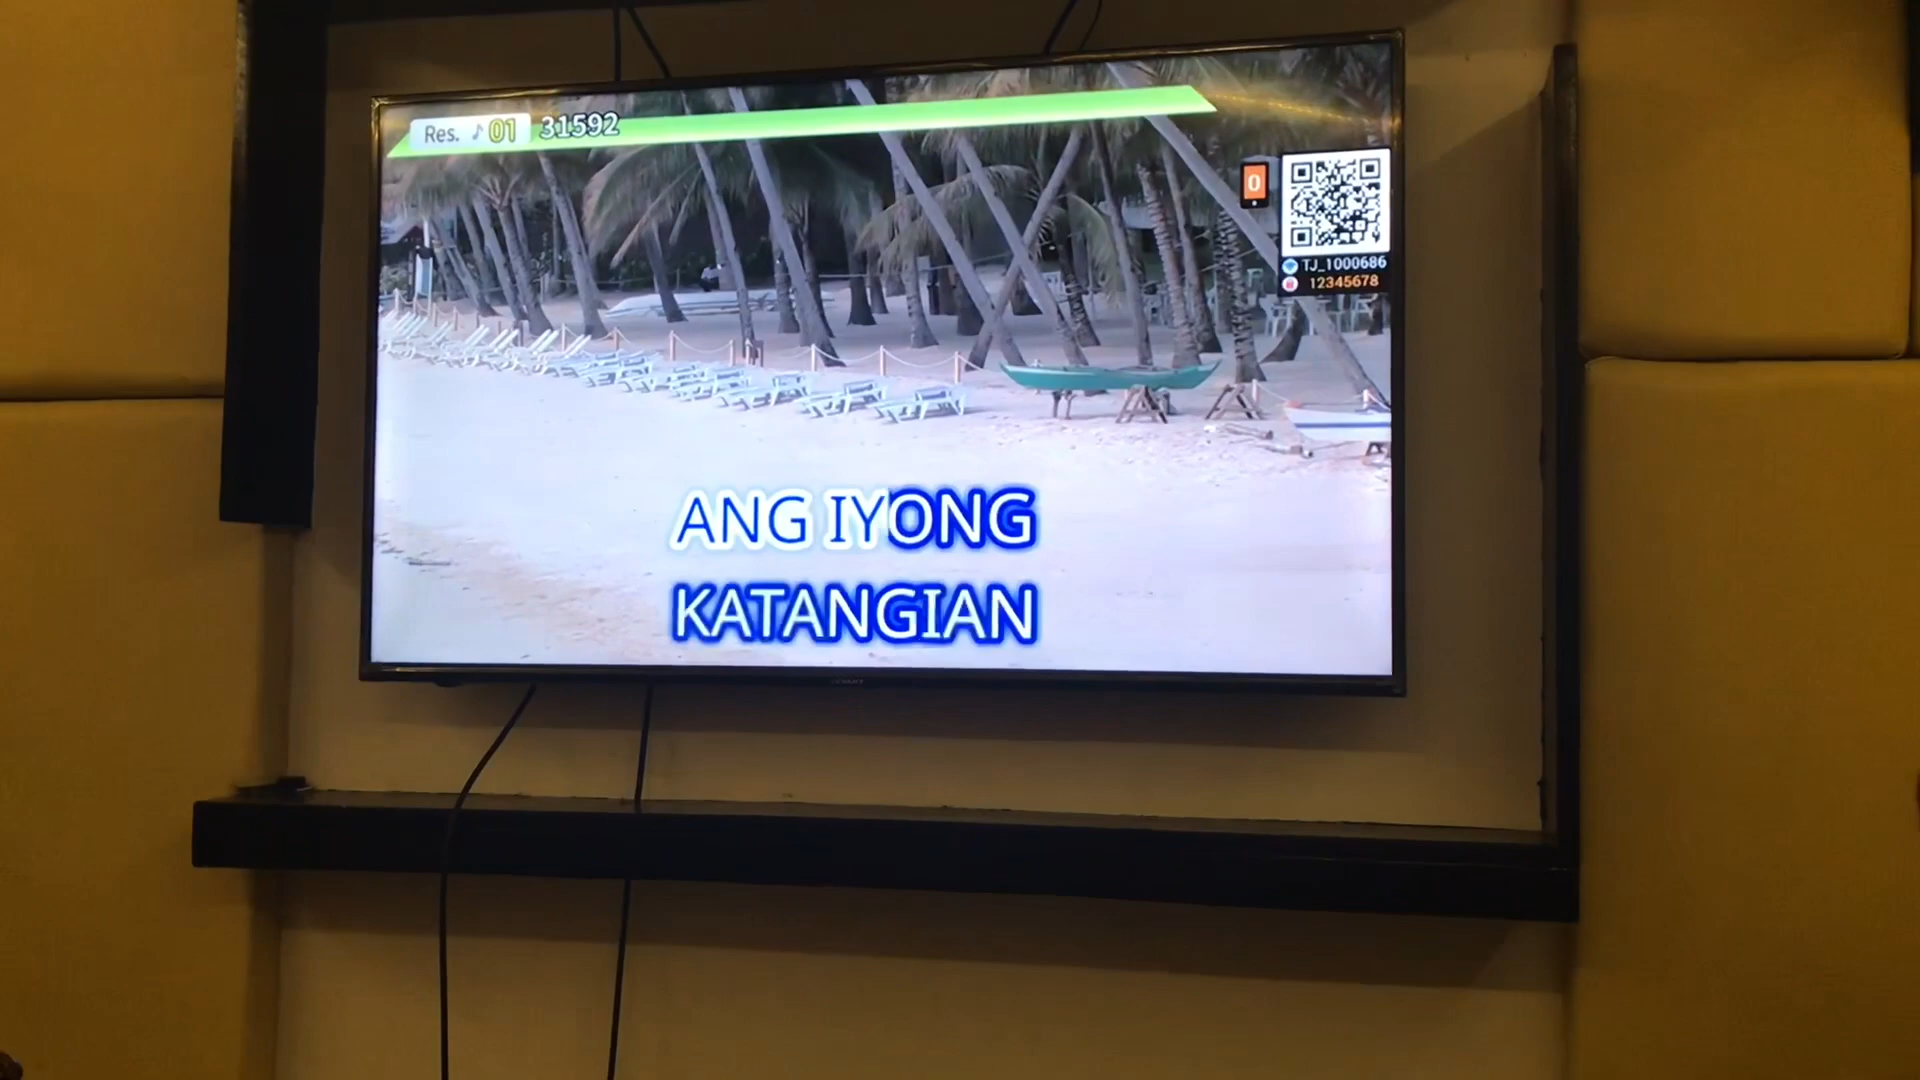 Res. ♪01 31592
0
TJ_1000686
12345678
ANG IYONG
KATANGIAN